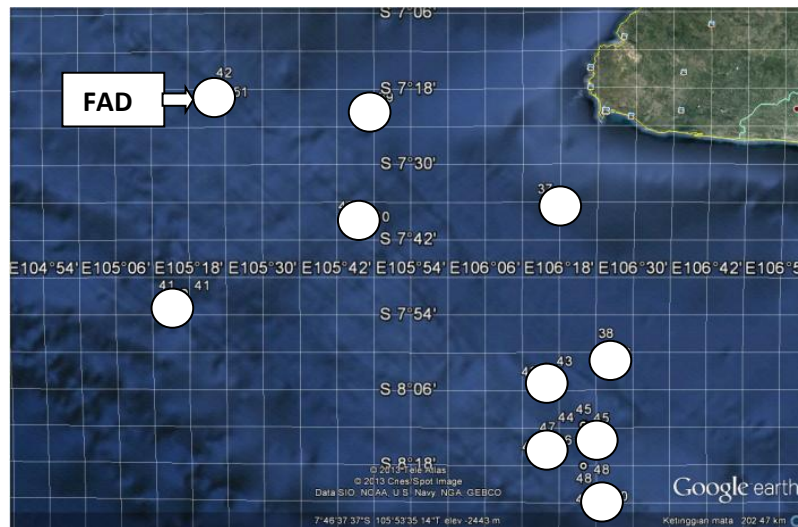 S 7°06'
42
FAD
51
S 7°18'
S 7°30'
37
S 7°42'
E104°54' E105°06' E105°18' E105°30' E105°42' E105°54' E106°06' E106°18' E106°30' E106°42'
41 41
S 7°54'
38
43
S 8°06'
45
44 45
47
S 8°18'
48
48
© 2013 Tele Atlas
© 2013 Cnes/Spot Image
Data SIO, NOAA, U.S. Navy, NGA, GEBCO
Google earth
7°46'37.37"S 105°53'35.14"T elev -2443 m
Ketinggian mata 202.47 km